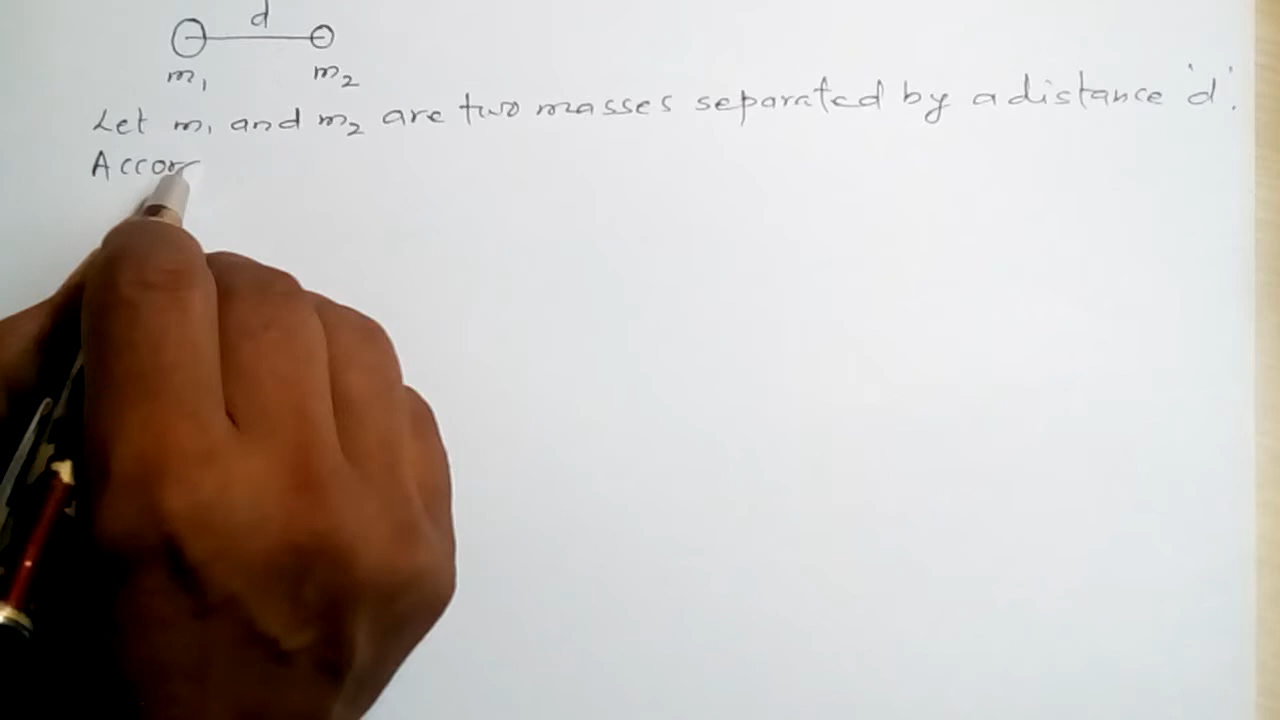 d
m₁ m₂
Let m₁ and m₂ are two masses separated by a distance 'd'.
Accor